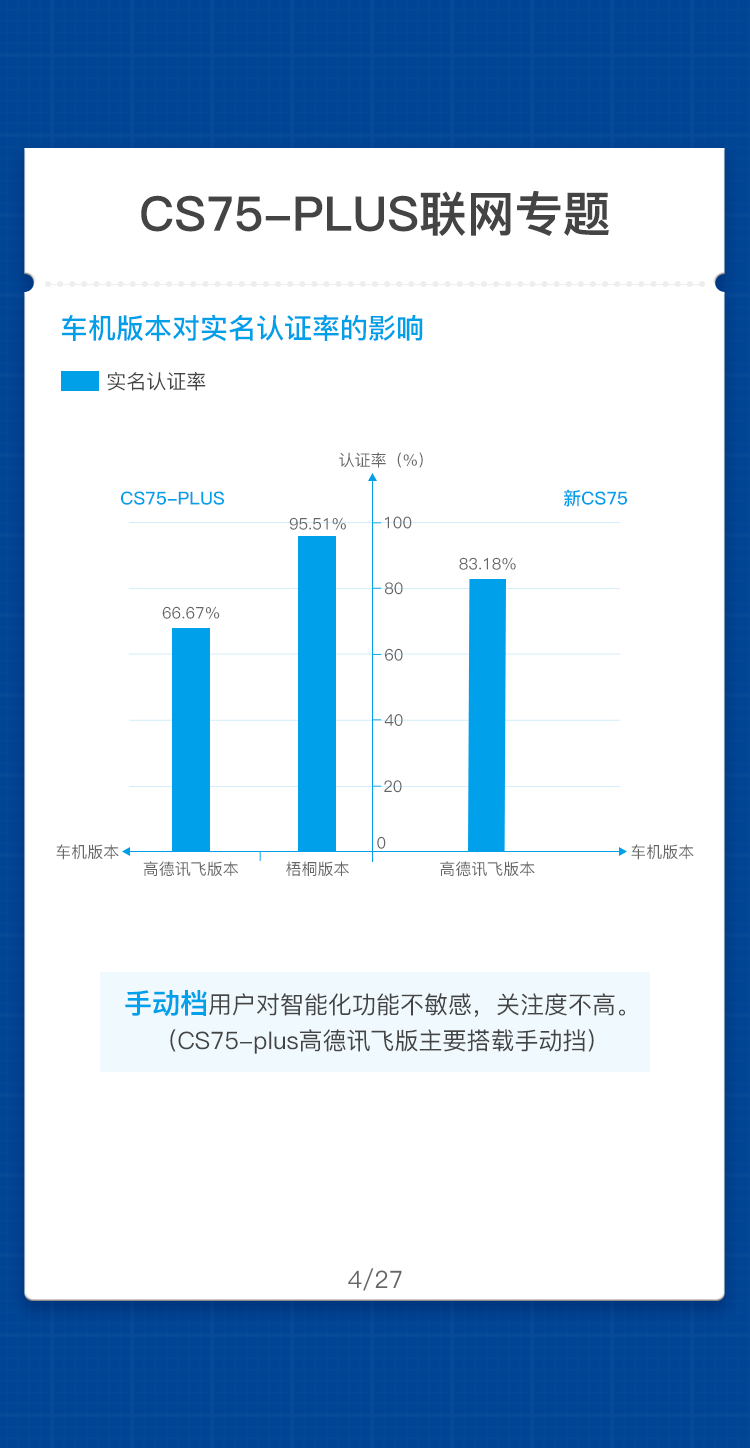 CS75-PLUS联网专题
车机版本对实名认证率的影响
实名认证率
认证率（%）
CS75-PLUS
新CS75
95.51%
100
83.18%
80
66.67%
60
40
20
0
车机版本
车机版本
高德讯飞版本
梧桐版本
高德讯飞版本
手动档用户对智能化功能不敏感，关注度不高。
（CS75-plus高德讯飞版主要搭载手动挡）
4/27